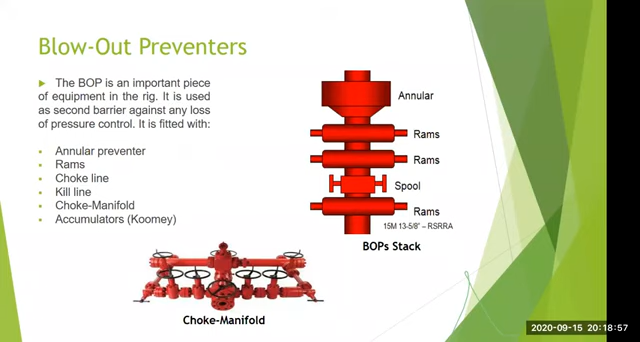 Blow-Out Preventers
The BOP is an important piece
of equipment in the rig. It is used
as second barrier against any loss
of pressure control. It is fitted with:
Annular preventer
Rams
Choke line
Kill line
Choke-Manifold
Accumulators (Koomey)
Annular
Rams
Rams
Spool
Rams
15M 13-5/8" – RSRRA
BOPs Stack
Choke-Manifold
2020-09-15 20:18:57